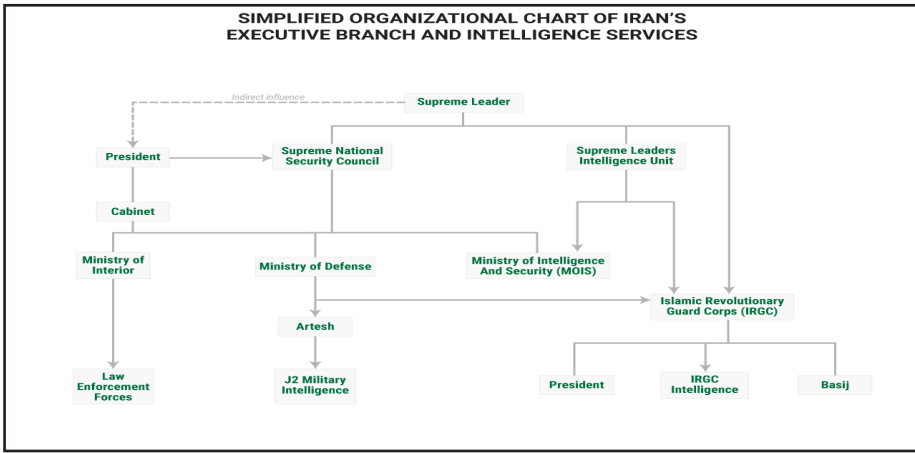 SIMPLIFIED ORGANIZATIONAL CHART OF IRAN'S
EXECUTIVE BRANCH AND INTELLIGENCE SERVICES
Indirect influence
Supreme Leader
President
Supreme National
Security Council
Supreme Leaders
Intelligence Unit
Cabinet
Ministry of
Interior
Ministry of Defense
Ministry of Intelligence
And Security (MOIS)
Islamic Revolutionary
Guard Corps (IRGC)
Artesh
Law
Enforcement
Forces
J2 Military
Intelligence
President
IRGC
Intelligence
Basij